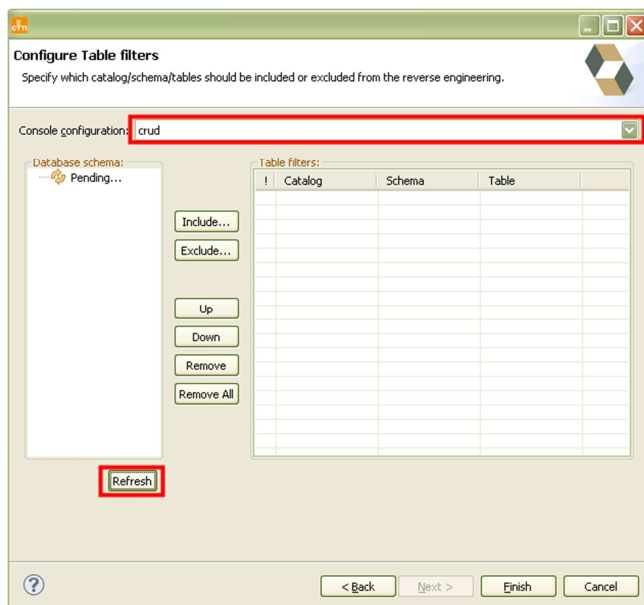 CTTI
Configure Table filters
Specify which catalog/schema/tables should be included or excluded from the reverse engineering.
Console configuration: crud
Database schema:
Pending...
Include...
Exclude...
Up
Down
Remove
Remove All
Refresh
Table filters:
! Catalog Schema Table
? < Back Next > Finish Cancel